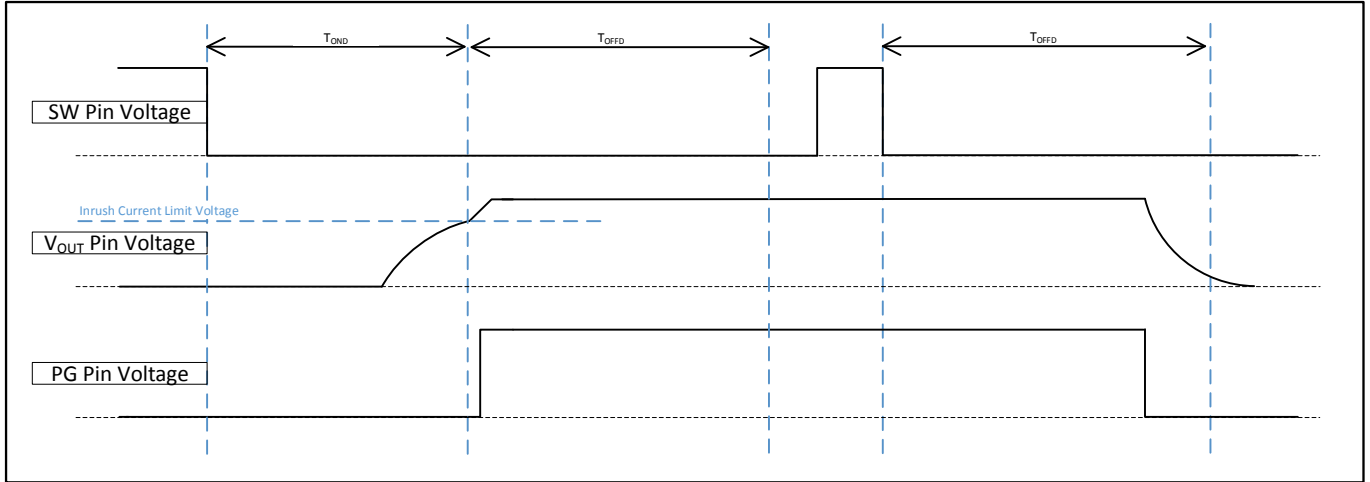 TOND
TOFFD
TOFFD
SW Pin Voltage
Inrush Current Limit Voltage
VOUT Pin Voltage
PG Pin Voltage